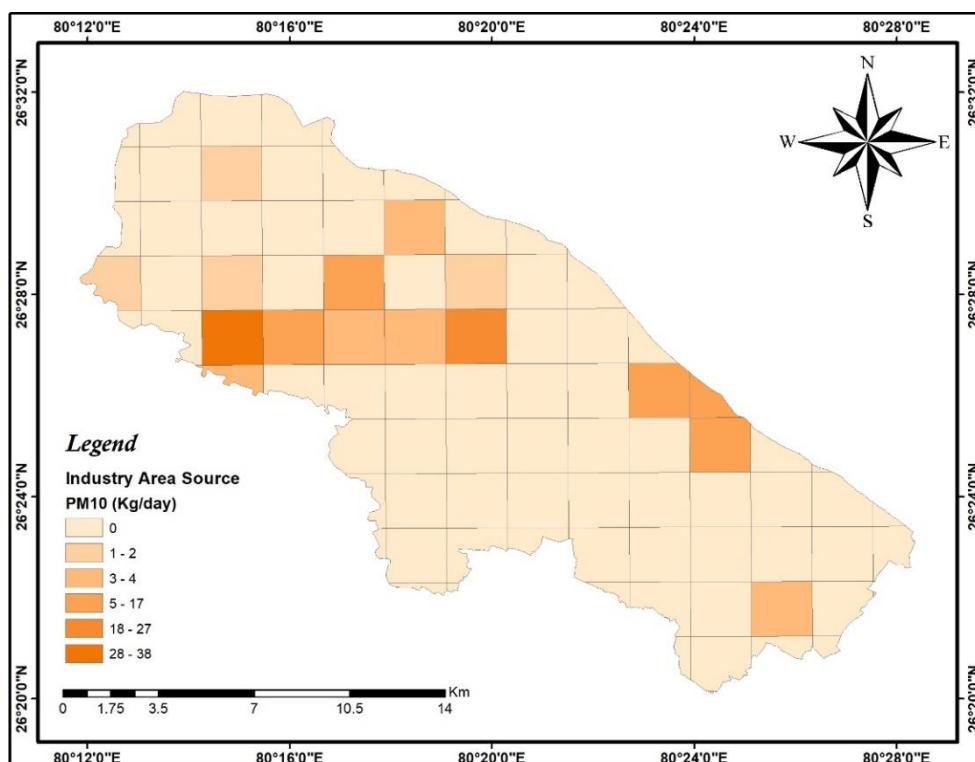 80°12'0"E 80°16'0"E 80°20'0"E 80°24'0"E 80°28'0"E
26°32'0"N 26°32'0"N
N
W E
S
26°28'0"N 26°28'0"N
Legend
Industry Area Source
PM10 (Kg/day)
0
1 - 2
3 - 4
5 - 17
18 - 27
28 - 38
26°24'0"N 26°24'0"N
Km
0 1.75 3.5 7 10.5 14
26°20'0"N 26°20'0"N
80°12'0"E 80°16'0"E 80°20'0"E 80°24'0"E 80°28'0"E